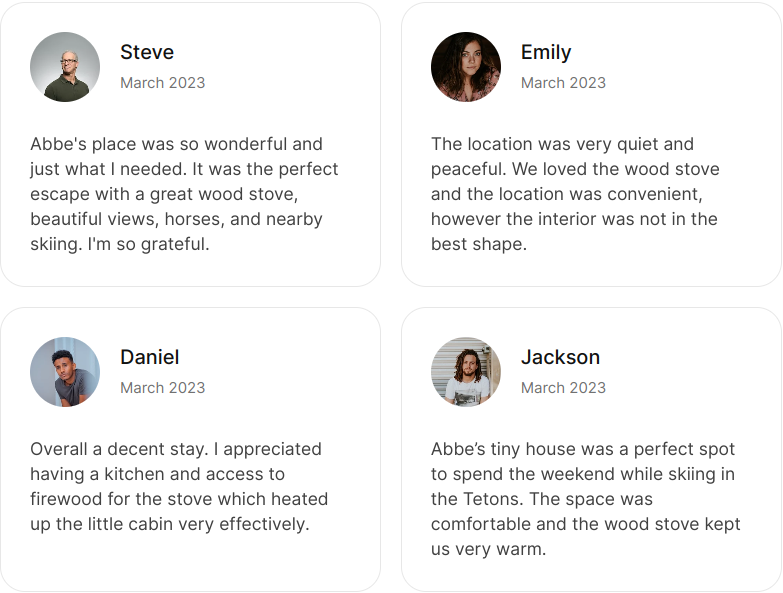 Steve
March 2023
Abbe's place was so wonderful and
just what I needed. It was the perfect
escape with a great wood stove,
beautiful views, horses, and nearby
skiing. I'm so grateful.
Emily
March 2023
The location was very quiet and
peaceful. We loved the wood stove
and the location was convenient,
however the interior was not in the
best shape.
Daniel
March 2023
Overall a decent stay. I appreciated
having a kitchen and access to
firewood for the stove which heated
up the little cabin very effectively.
Jackson
March 2023
Abbe’s tiny house was a perfect spot
to spend the weekend while skiing in
the Tetons. The space was
comfortable and the wood stove kept
us very warm.